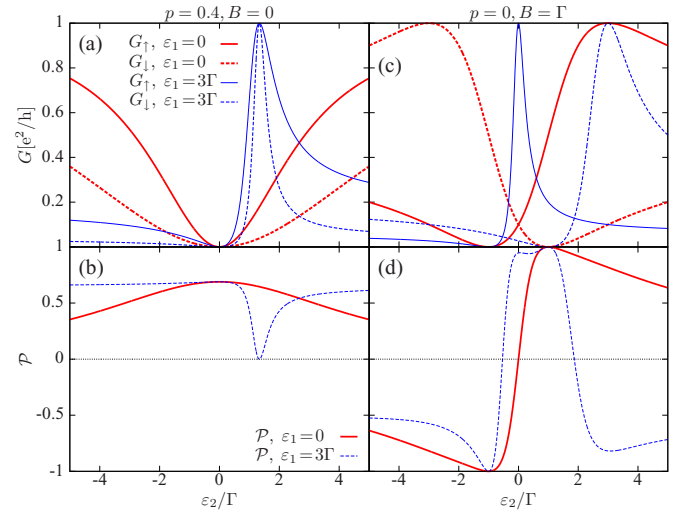 p = 0.4, B = 0
p = 0, B = Γ
(a)
G↑, ε₁=0
G↓, ε₁=0
G↑, ε₁=3Γ
G↓, ε₁=3Γ
(c)
1
0.8
0.6
0.4
0.2
1
G[e²/h]
(b)
(d)
0.5
0
-0.5
-1
𝒫
𝒫, ε₁=0
𝒫, ε₁=3Γ
-4 -2 0 2 4
-4 -2 0 2 4
ε₂/Γ
ε₂/Γ